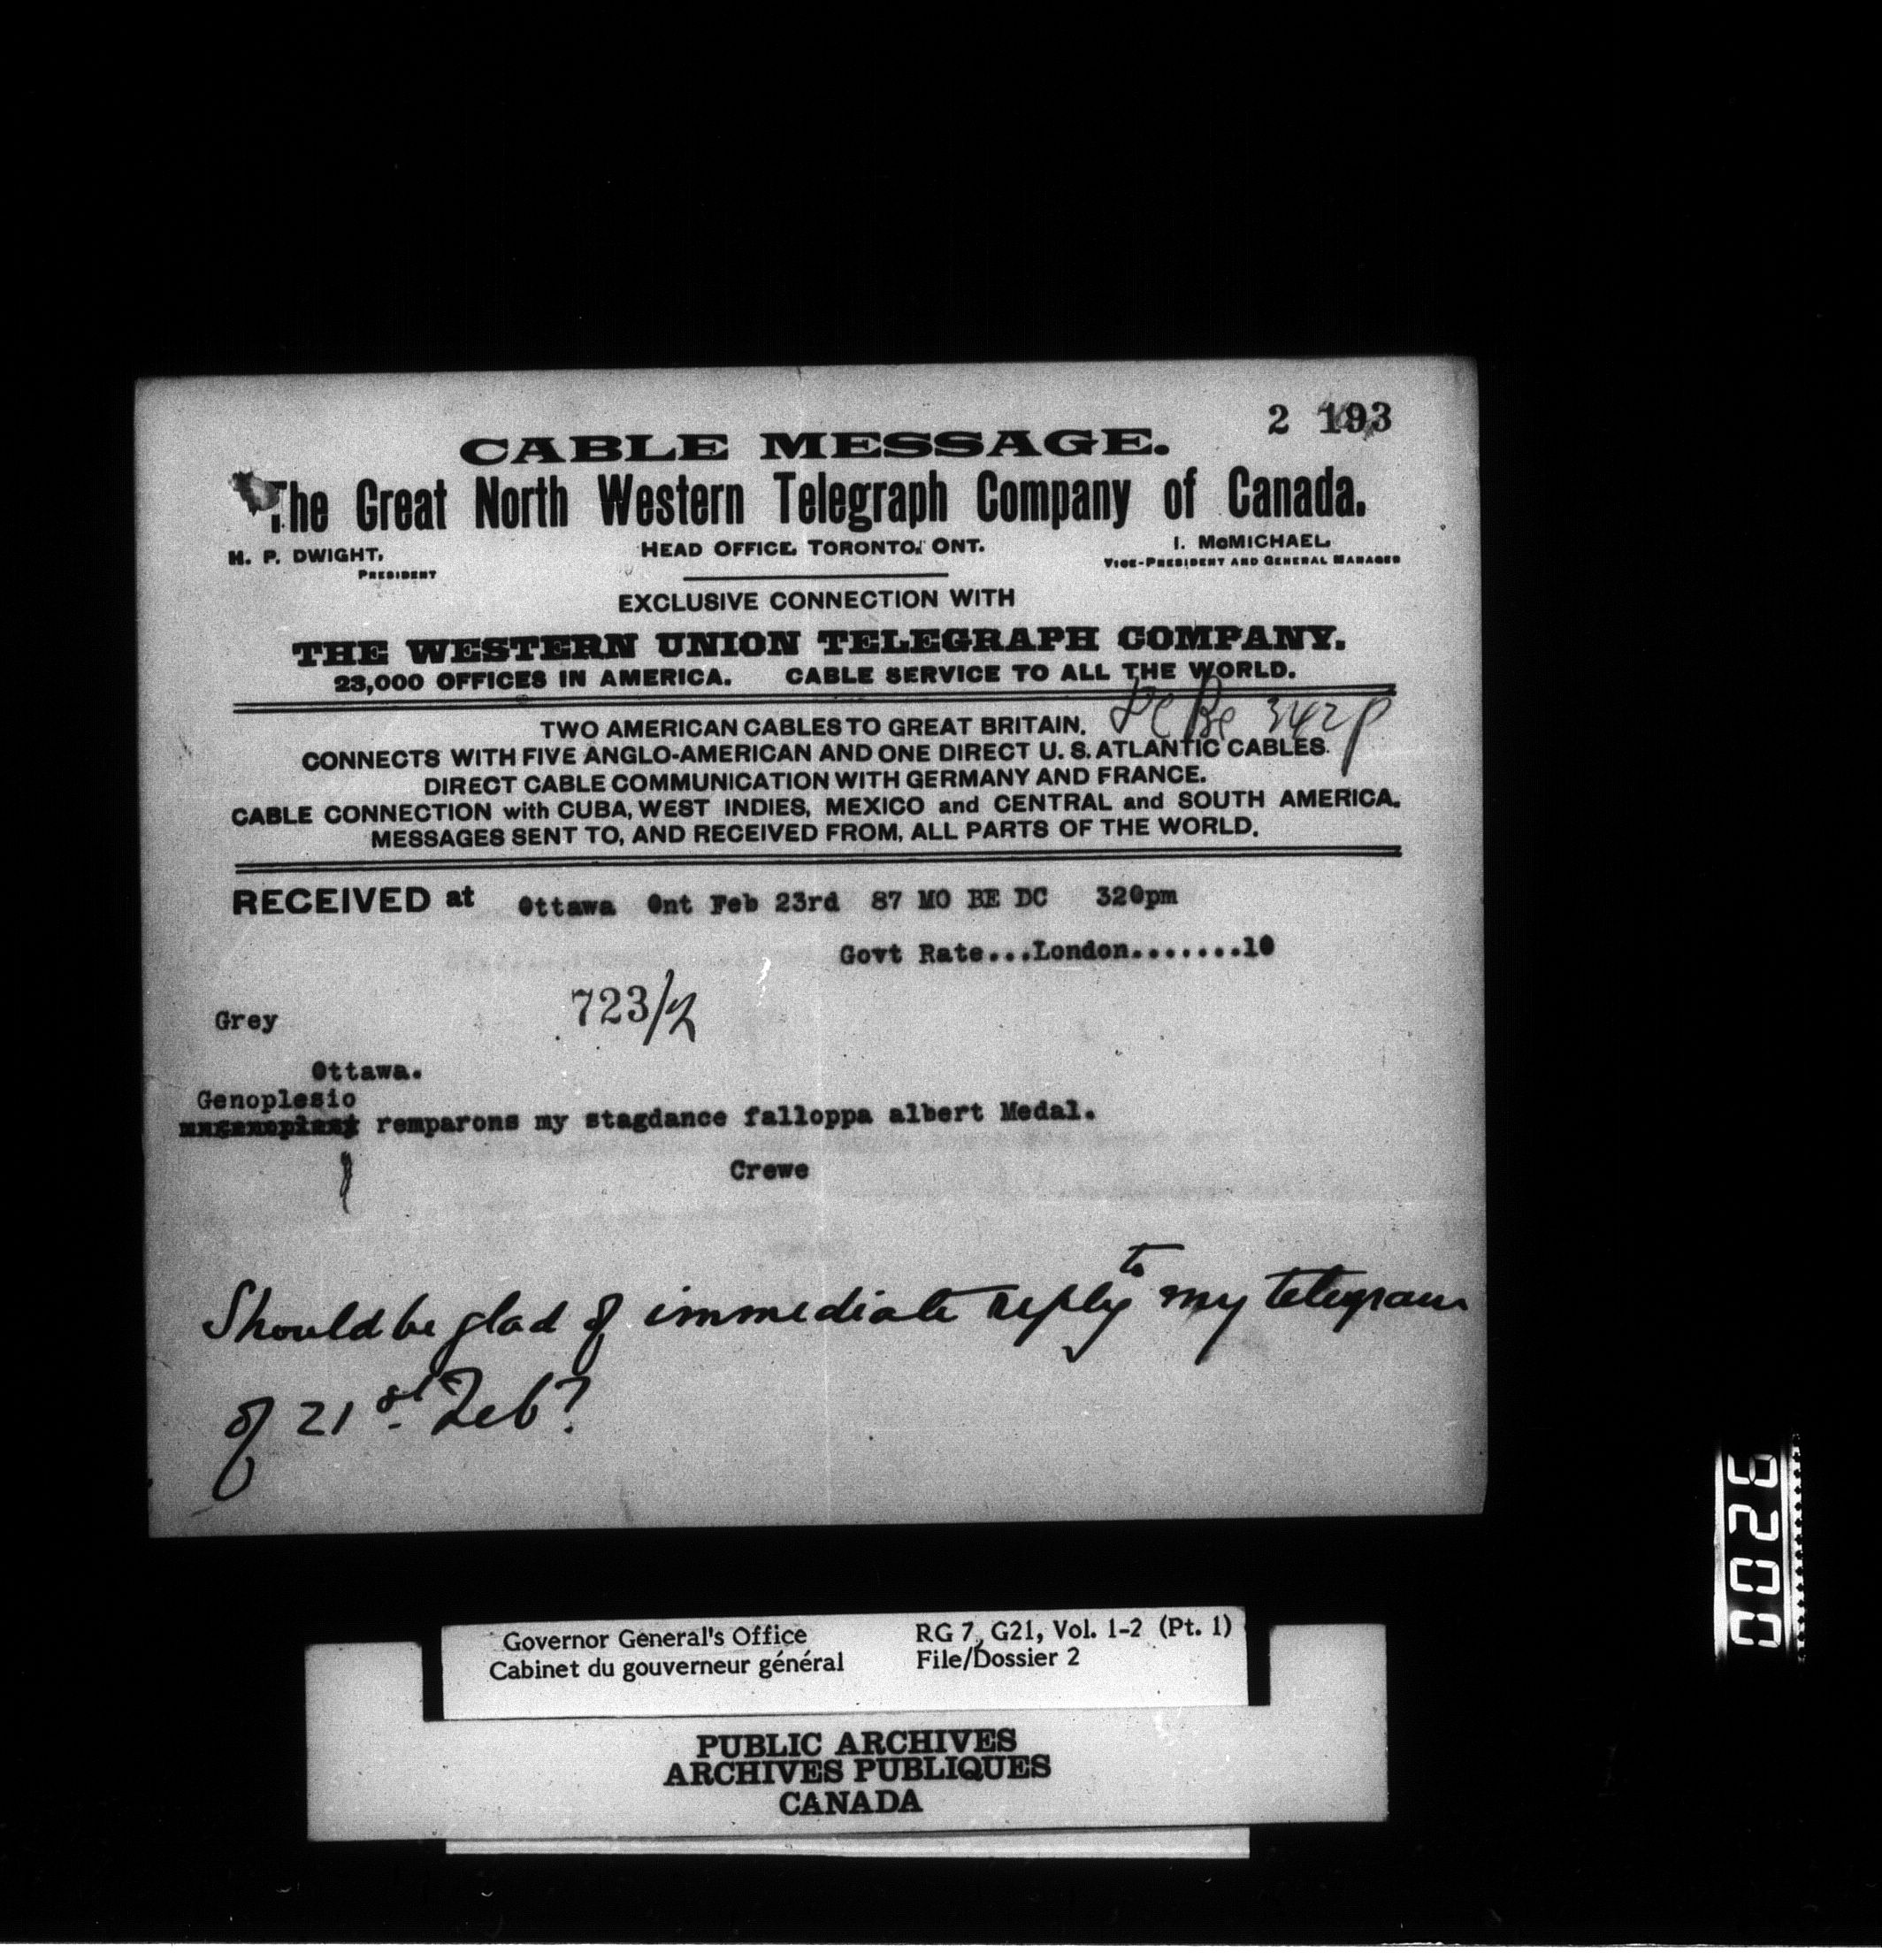 2 193
CABLE MESSAGE.
The Great North Western Telegraph Company of Canada.
H. P. DWIGHT, HEAD OFFICE, TORONTO, ONT. I. McMICHAEL,
PRESIDENT VICE-PRESIDENT AND GENERAL MANAGER
EXCLUSIVE CONNECTION WITH
THE WESTERN UNION TELEGRAPH COMPANY.
23,000 OFFICES IN AMERICA. CABLE SERVICE TO ALL THE WORLD.
TWO AMERICAN CABLES TO GREAT BRITAIN. Be 342p
CONNECTS WITH FIVE ANGLO-AMERICAN AND ONE DIRECT U. S. ATLANTIC CABLES.
DIRECT CABLE COMMUNICATION WITH GERMANY AND FRANCE.
CABLE CONNECTION with CUBA, WEST INDIES, MEXICO and CENTRAL and SOUTH AMERICA.
MESSAGES SENT TO, AND RECEIVED FROM, ALL PARTS OF THE WORLD.
RECEIVED at Ottawa Ont Feb 23rd 87 MO BE DC 320pm
Govt Rate...London.......10
723/2
Grey
Ottawa.
Genoplesio
remparons my stagdance falloppa albert Medal.
Crewe
Should be glad of immediate reply to my telegram
of 21st Feb?
0026
Governor General's Office RG 7, G21, Vol. 1-2 (Pt. 1)
Cabinet du gouverneur général File/Dossier 2
PUBLIC ARCHIVES
ARCHIVES PUBLIQUES
CANADA